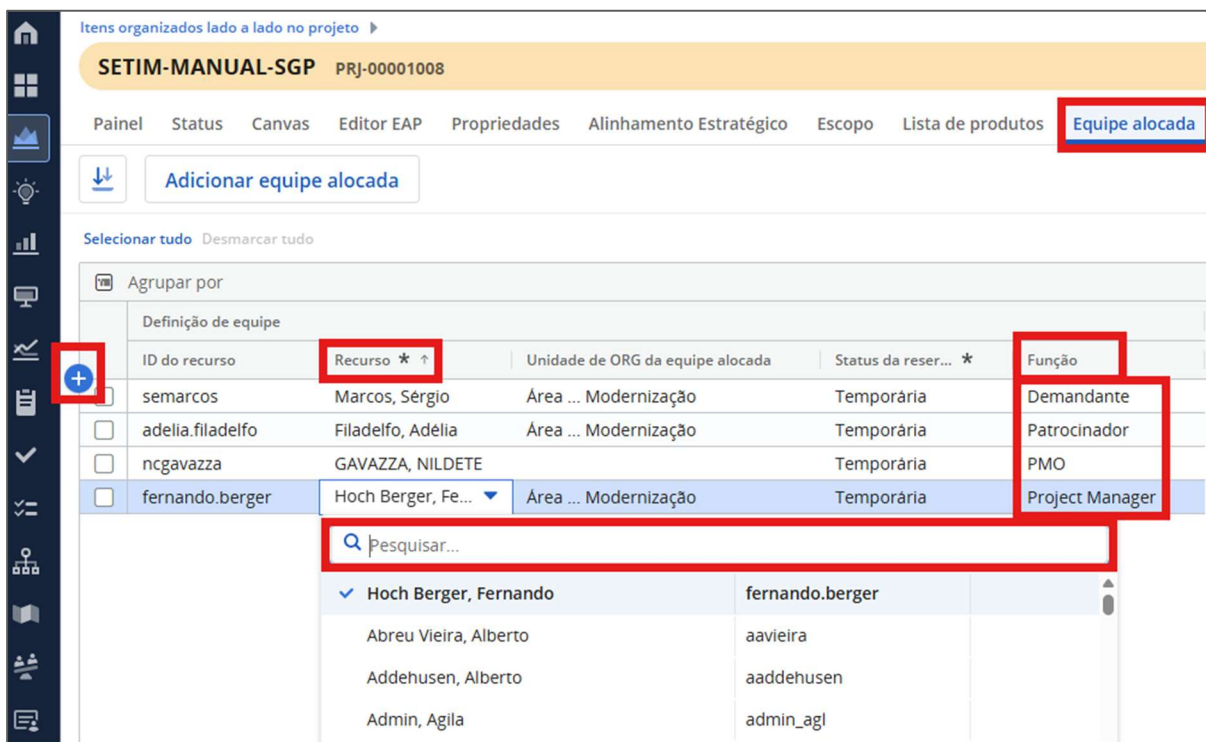 Itens organizados lado a lado no projeto
SETIM-MANUAL-SGP PRJ-00001008
Painel Status Canvas Editor EAP Propriedades Alinhamento Estratégico Escopo Lista de produtos Equipe alocada
Adicionar equipe alocada
Selecionar tudo Desmarcar tudo
Agrupar por
Definição de equipe
ID do recurso Recurso * ↑ Unidade de ORG da equipe alocada Status da reser... * Função
semarcos Marcos, Sérgio Área ... Modernização Temporária Demandante
adelia.filadelfo Filadelfo, Adélia Área ... Modernização Temporária Patrocinador
ncgavazza GAVAZZA, NILDETE Temporária PMO
fernando.berger Hoch Berger, Fe... Área ... Modernização Temporária Project Manager
Pesquisar...
Hoch Berger, Fernando fernando.berger
Abreu Vieira, Alberto aavieira
Addehusen, Alberto aaddehusen
Admin, Agila admin_agl